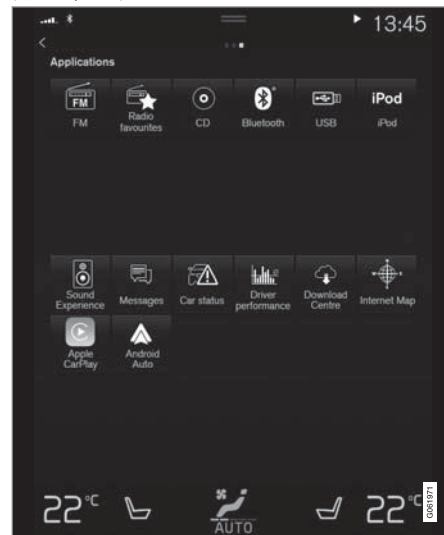 13:45
Applications
FM
FM
Radio
favourites
CD
Bluetooth
USB
iPod
iPod
Sound
Experience
Messages
Car status
Driver
performance
Download
Centre
Internet Map
Apple
CarPlay
Android
Auto
22°C
AUTO
22°C
G061971